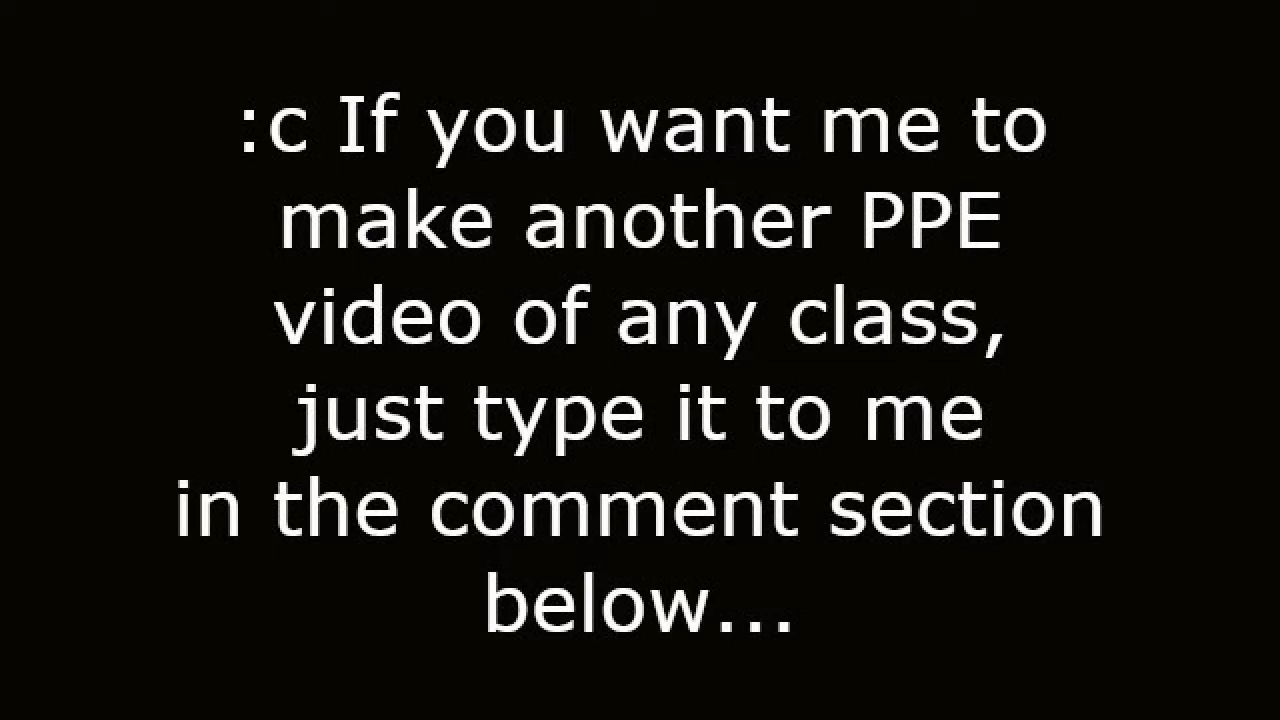 :c If you want me to
make another PPE
video of any class,
just type it to me
in the comment section
below...